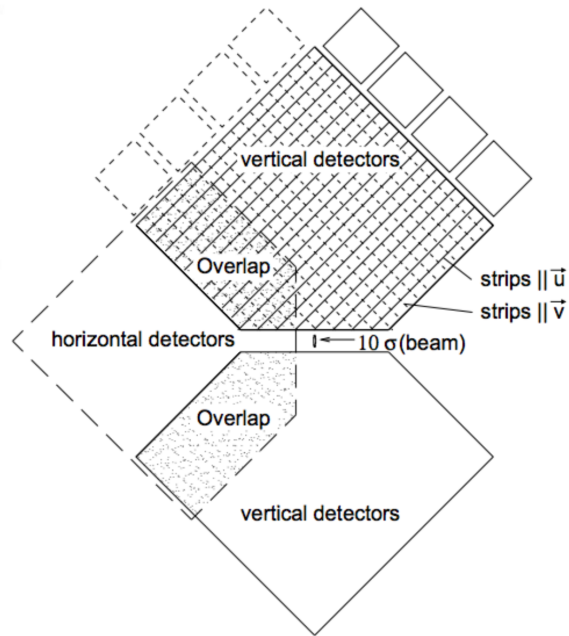 vertical detectors
Overlap
strips || u⃗
strips || v⃗
horizontal detectors
10 σ(beam)
Overlap
vertical detectors